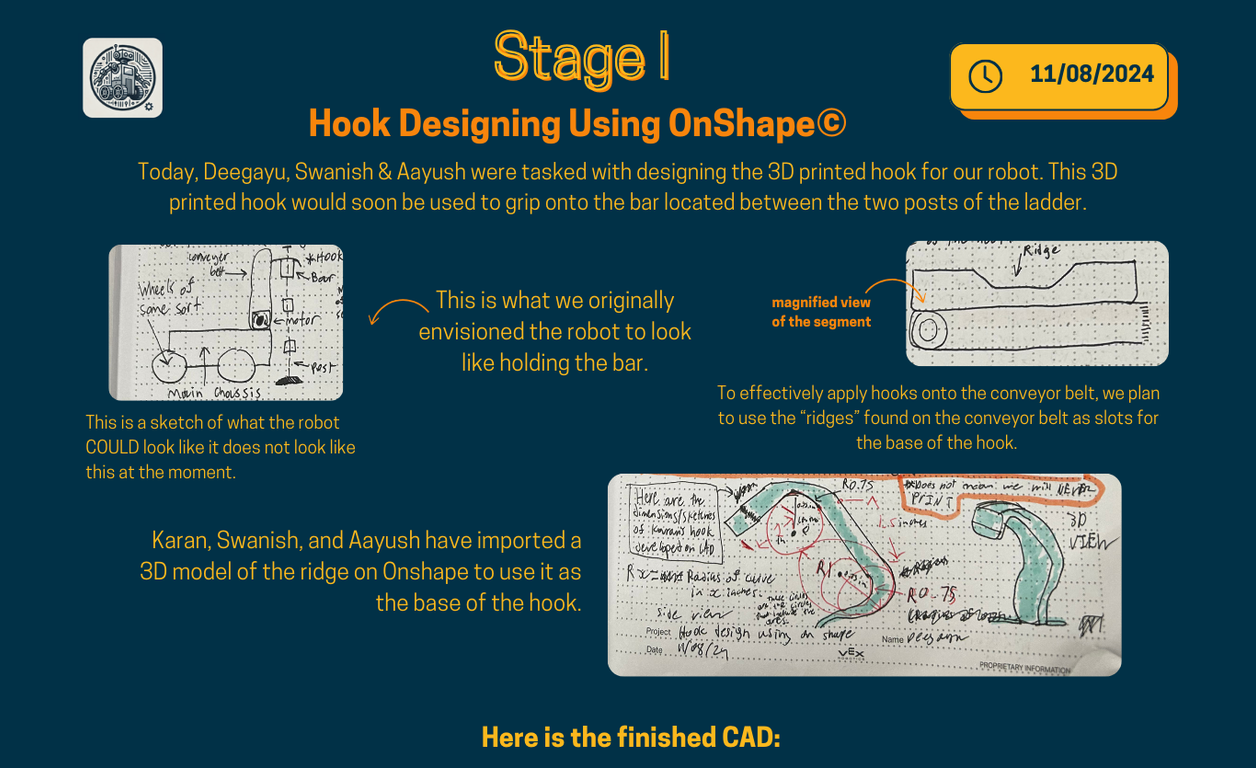 Stage 1
11/08/2024
Hook Designing Using OnShape©
Today, Deegayu, Swanish & Aayush were tasked with designing the 3D printed hook for our robot. This 3D
printed hook would soon be used to grip onto the bar located between the two posts of the ladder.
conveyer
belt
*Hook
Bar
Wheels of
some sort
motor
post
Main Chassis
This is what we originally
envisioned the robot to look
like holding the bar.
This is a sketch of what the robot
COULD look like it does not look like
this at the moment.
Ridge
magnified view
of the segment
To effectively apply hooks onto the conveyor belt, we plan
to use the “ridges” found on the conveyor belt as slots for
the base of the hook.
Karan, Swanish, and Aayush have imported a
3D model of the ridge on Onshape to use it as
the base of the hook.
Here are the
dimensions/sketches
of Karan's hook
developed on CAD
R0.75
Does not mean we will NEVER
PRINT
1.5 inches
3D
VIEW
R1
R0.75
Radius of curve
in x inches.
side view
Project Hook design using on shape
Name
Date 11/08/24
VEX
PROPRIETARY INFORMATION
Here is the finished CAD: